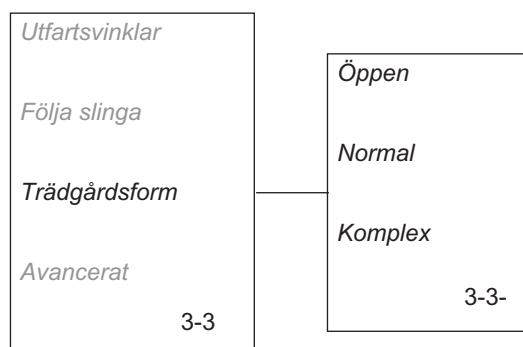 Utfartsvinklar
Följa slinga
Trädgårdsform
Avancerat
3-3
Öppen
Normal
Komplex
3-3-